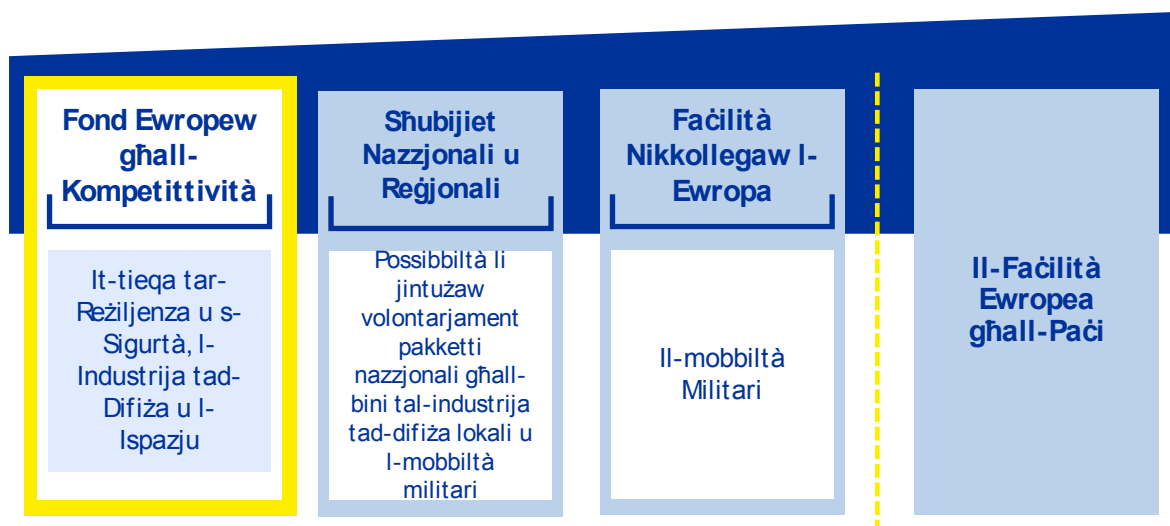 Fond Ewropew
għall-
Kompetittività
It-tieqa tar-
Reżiljenza u s-
Sigurtà, l-
Industrija tad-
Difiża u l-
Ispazju
Sħubijiet
Nazzjonali u
Reġjonali
Possibbiltà li
jintużaw
volontarjament
pakketti
nazzjonali għall-
bini tal-industrija
tad-difiża lokali u
l-mobbiltà
militari
Faċilità
Nikkollegaw l-
Ewropa
Il-mobbiltà
Militari
Il-Faċilità
Ewropea
għall-Paċi